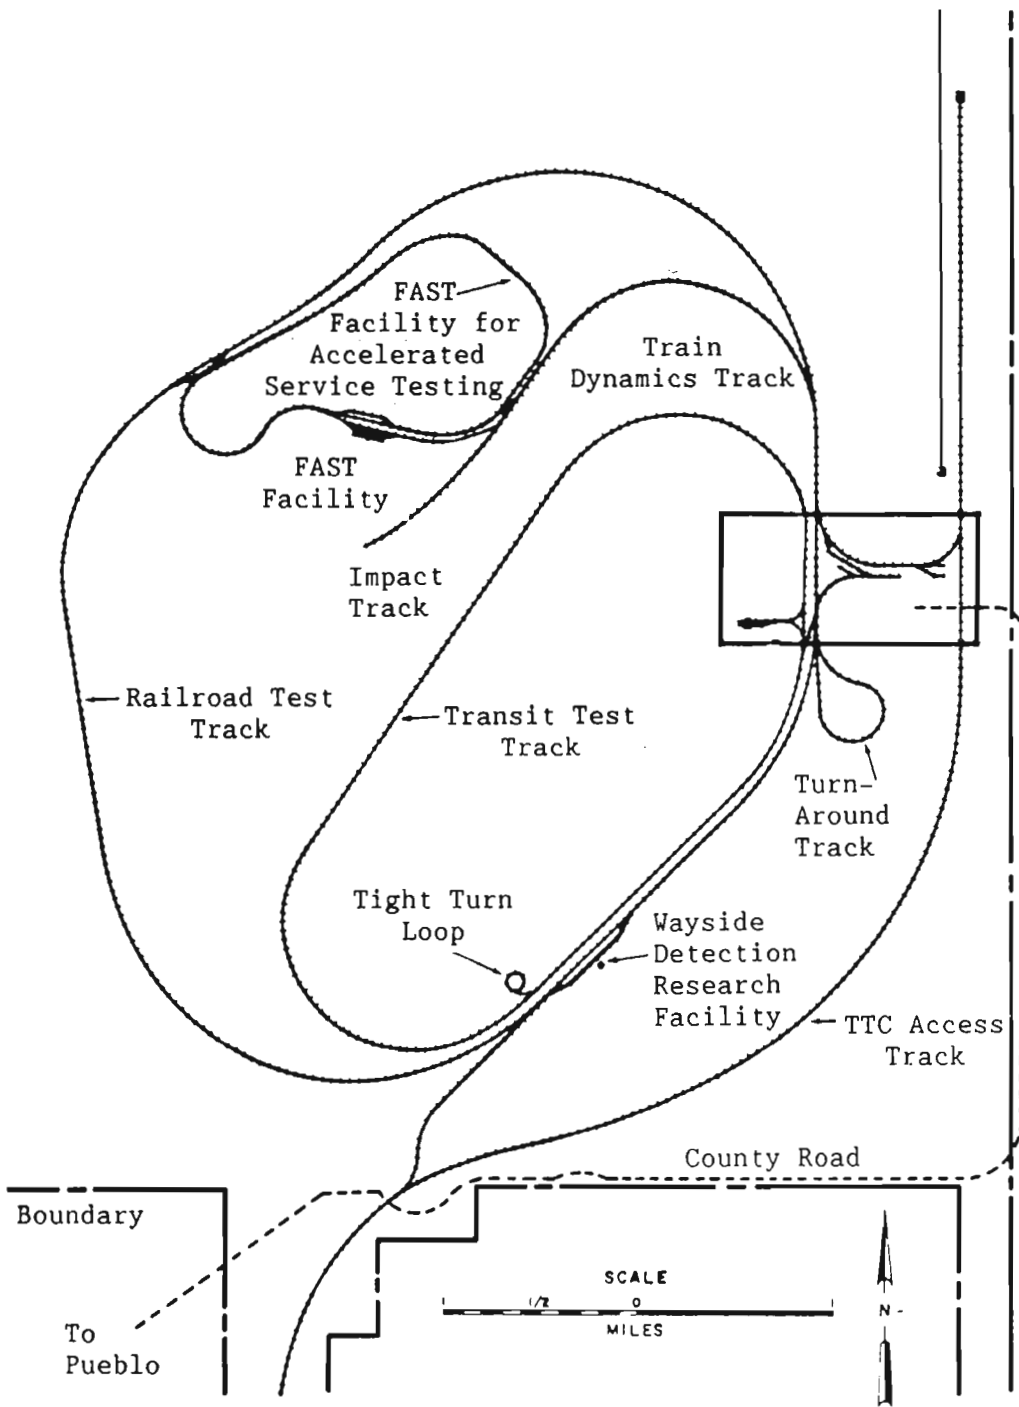 FAST
Facility for
Accelerated
Service Testing
Train
Dynamics Track
FAST
Facility
Impact
Track
Railroad Test
Track
Transit Test
Track
Turn-
Around
Track
Tight Turn
Loop
Wayside
Detection
Research
Facility
TTC Access
Track
County Road
Boundary
To
Pueblo
SCALE
1 1/2 0 1
MILES
N